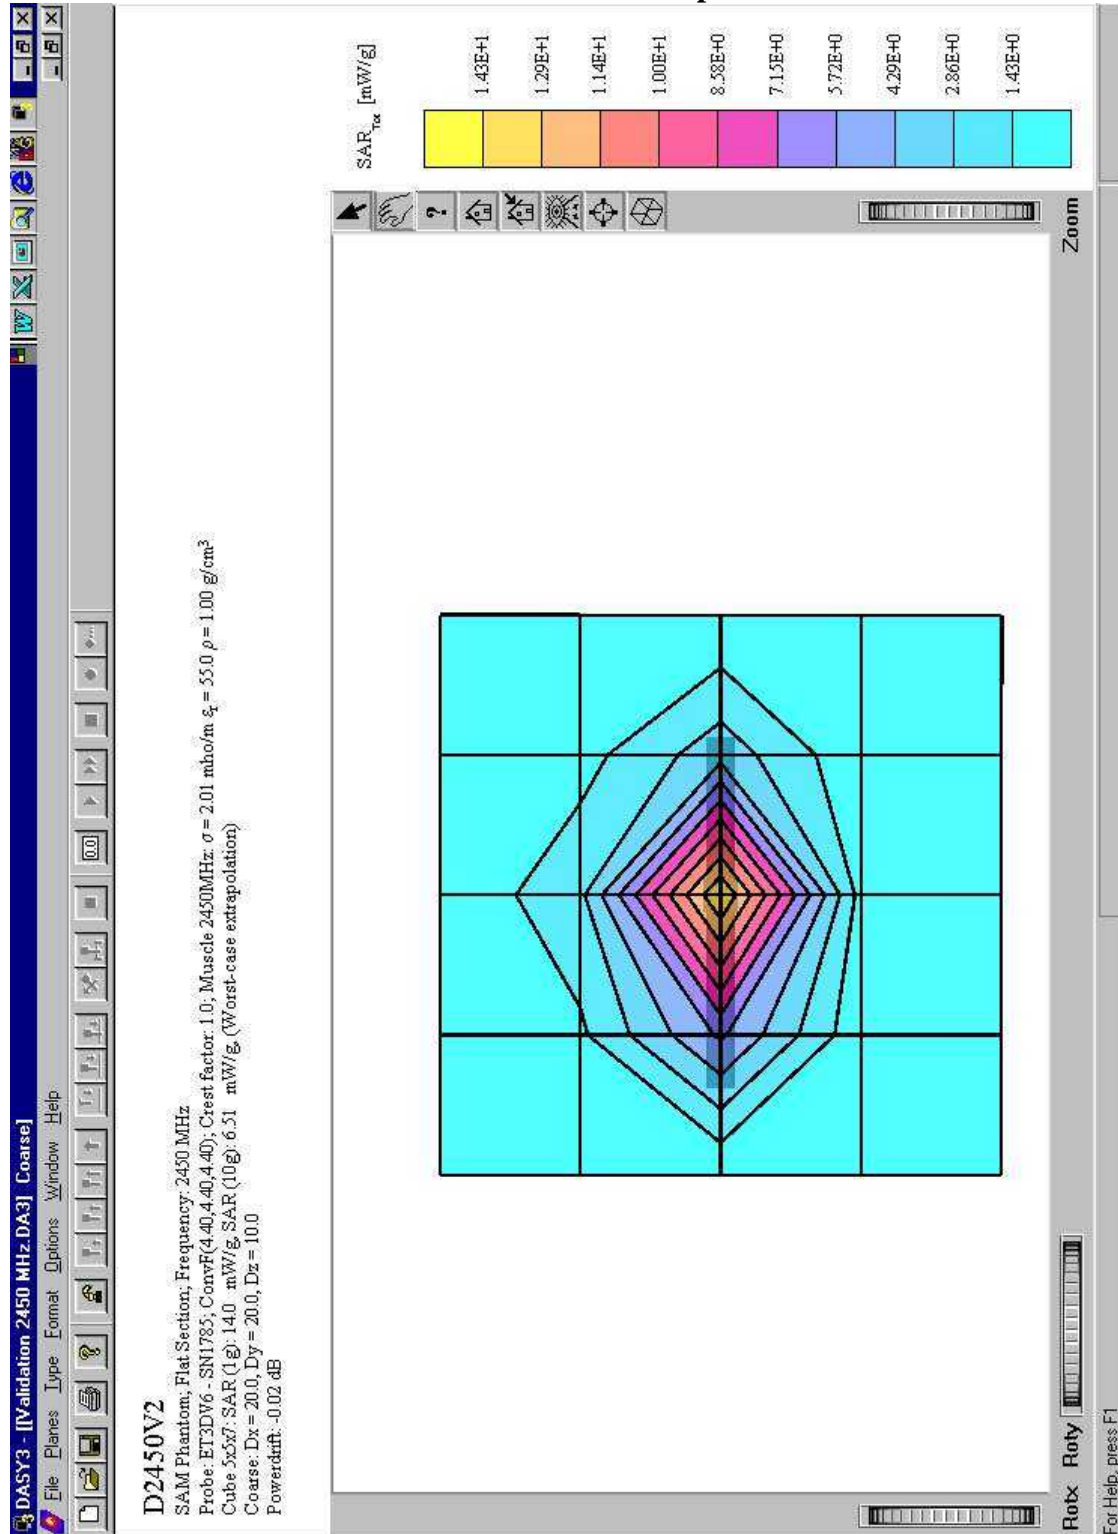 DASY3 - [[Validation 2450 MHz.DA3] Coarse]
File Planes Type Format Options Window Help
0.0
D2450V2
SAM Phantom; Flat Section; Frequency: 2450 MHz
Probe: ET3DV6 - SN1785; ConvF(4.40,4.40,4.40); Crest factor: 1.0; Muscle 2450MHz: σ = 2.01 mho/m εr = 55.0 ρ = 1.00 g/cm³
Cube 5x5x7: SAR (1g): 14.0 mW/g, SAR (10g): 6.51 mW/g, (Worst-case extrapolation)
Coarse: Dx = 20.0, Dy = 20.0, Dz = 10.0
Powerdrift: -0.02 dB
SARTot [mW/g]
1.43E+1
1.29E+1
1.14E+1
1.00E+1
8.58E+0
7.15E+0
5.72E+0
4.29E+0
2.86E+0
1.43E+0
Rotx Roty Zoom
For Help, press F1